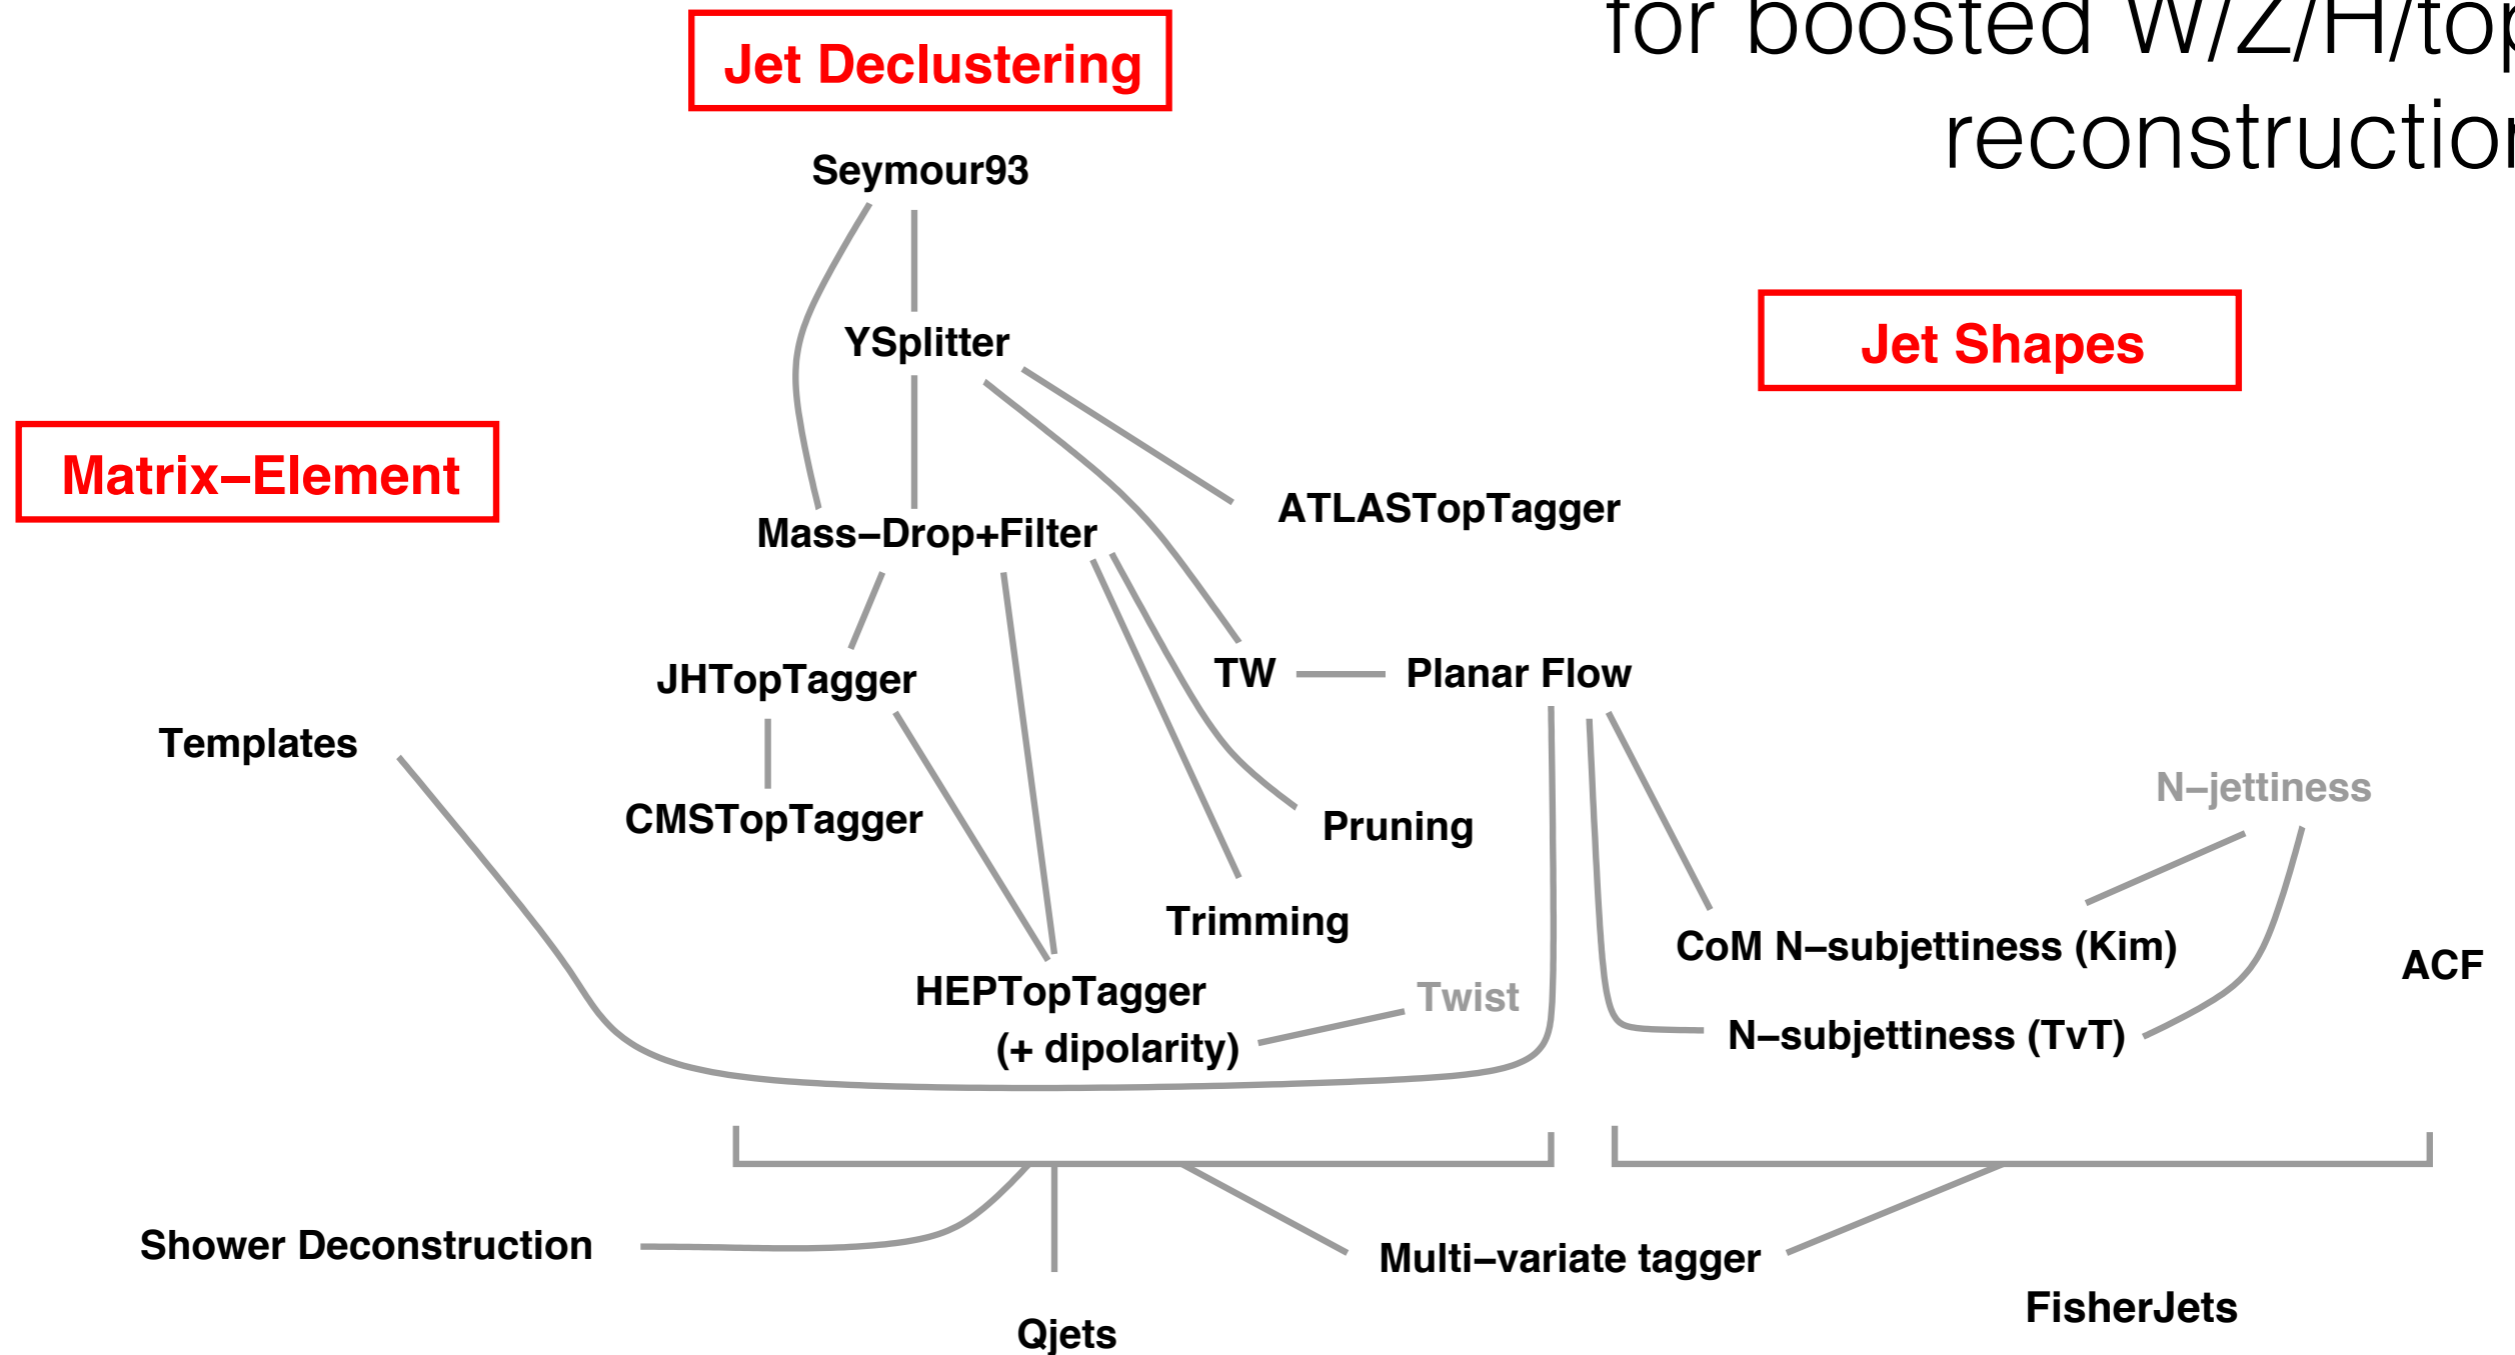 for boosted W/Z/H/top
reconstruction
Jet Declustering
Seymour93
YSplitter
Jet Shapes
Matrix–Element
ATLASTopTagger
Mass–Drop+Filter
JHTopTagger
TW
Planar Flow
Templates
CMSTopTagger
Pruning
N–jettiness
Trimming
CoM N–subjettiness (Kim)
ACF
HEPTopTagger
(+ dipolarity)
Twist
N–subjettiness (TvT)
Shower Deconstruction
Multi–variate tagger
FisherJets
Qjets